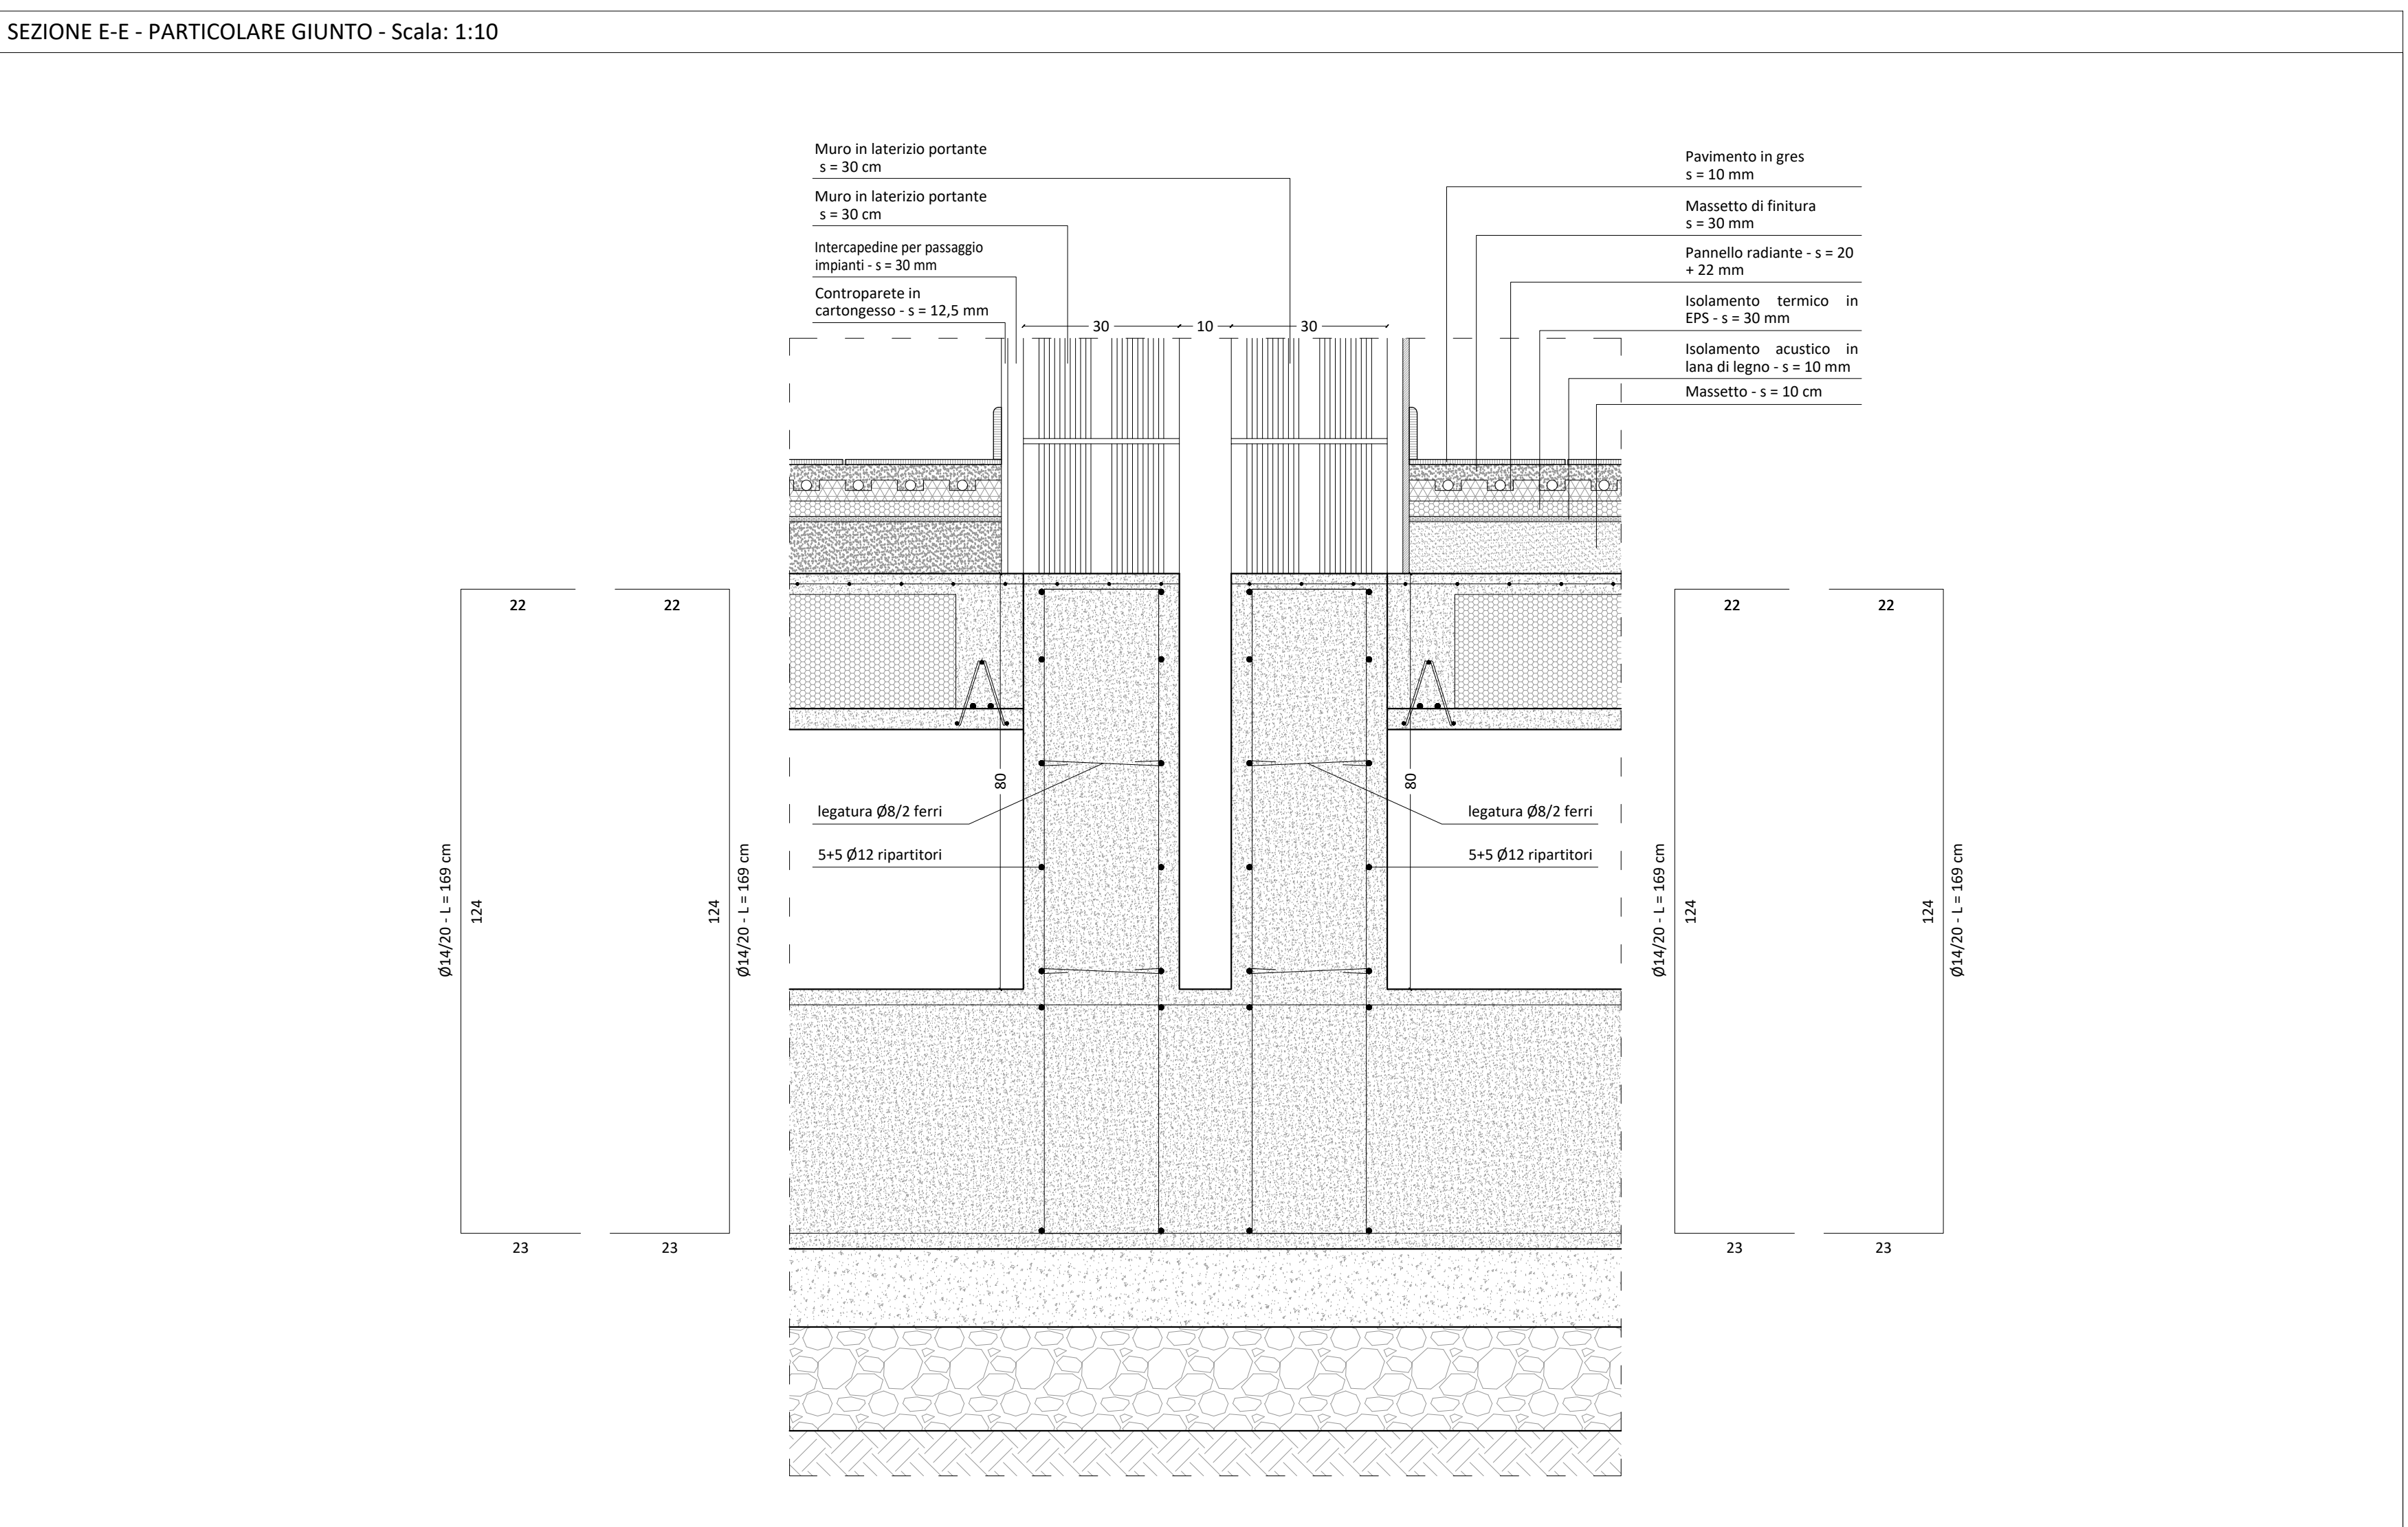 SEZIONE E-E - PARTICOLARE GIUNTO - Scala: 1:10
Muro in laterizio portante
s = 30 cm
Muro in laterizio portante
s = 30 cm
Intercapedine per passaggio
impianti - s = 30 mm
Controparete in
cartongesso - s = 12,5 mm
Pavimento in gres
s = 10 mm
Massetto di finitura
s = 30 mm
Pannello radiante - s = 20
+ 22 mm
Isolamento termico in
EPS - s = 30 mm
Isolamento acustico in
lana di legno - s = 10 mm
Massetto - s = 10 cm
30
10
30
22
22
22
22
80
80
legatura Ø8/2 ferri
legatura Ø8/2 ferri
5+5 Ø12 ripartitori
5+5 Ø12 ripartitori
Ø14/20 - L = 169 cm
124
124
Ø14/20 - L = 169 cm
Ø14/20 - L = 169 cm
124
124
Ø14/20 - L = 169 cm
23
23
23
23